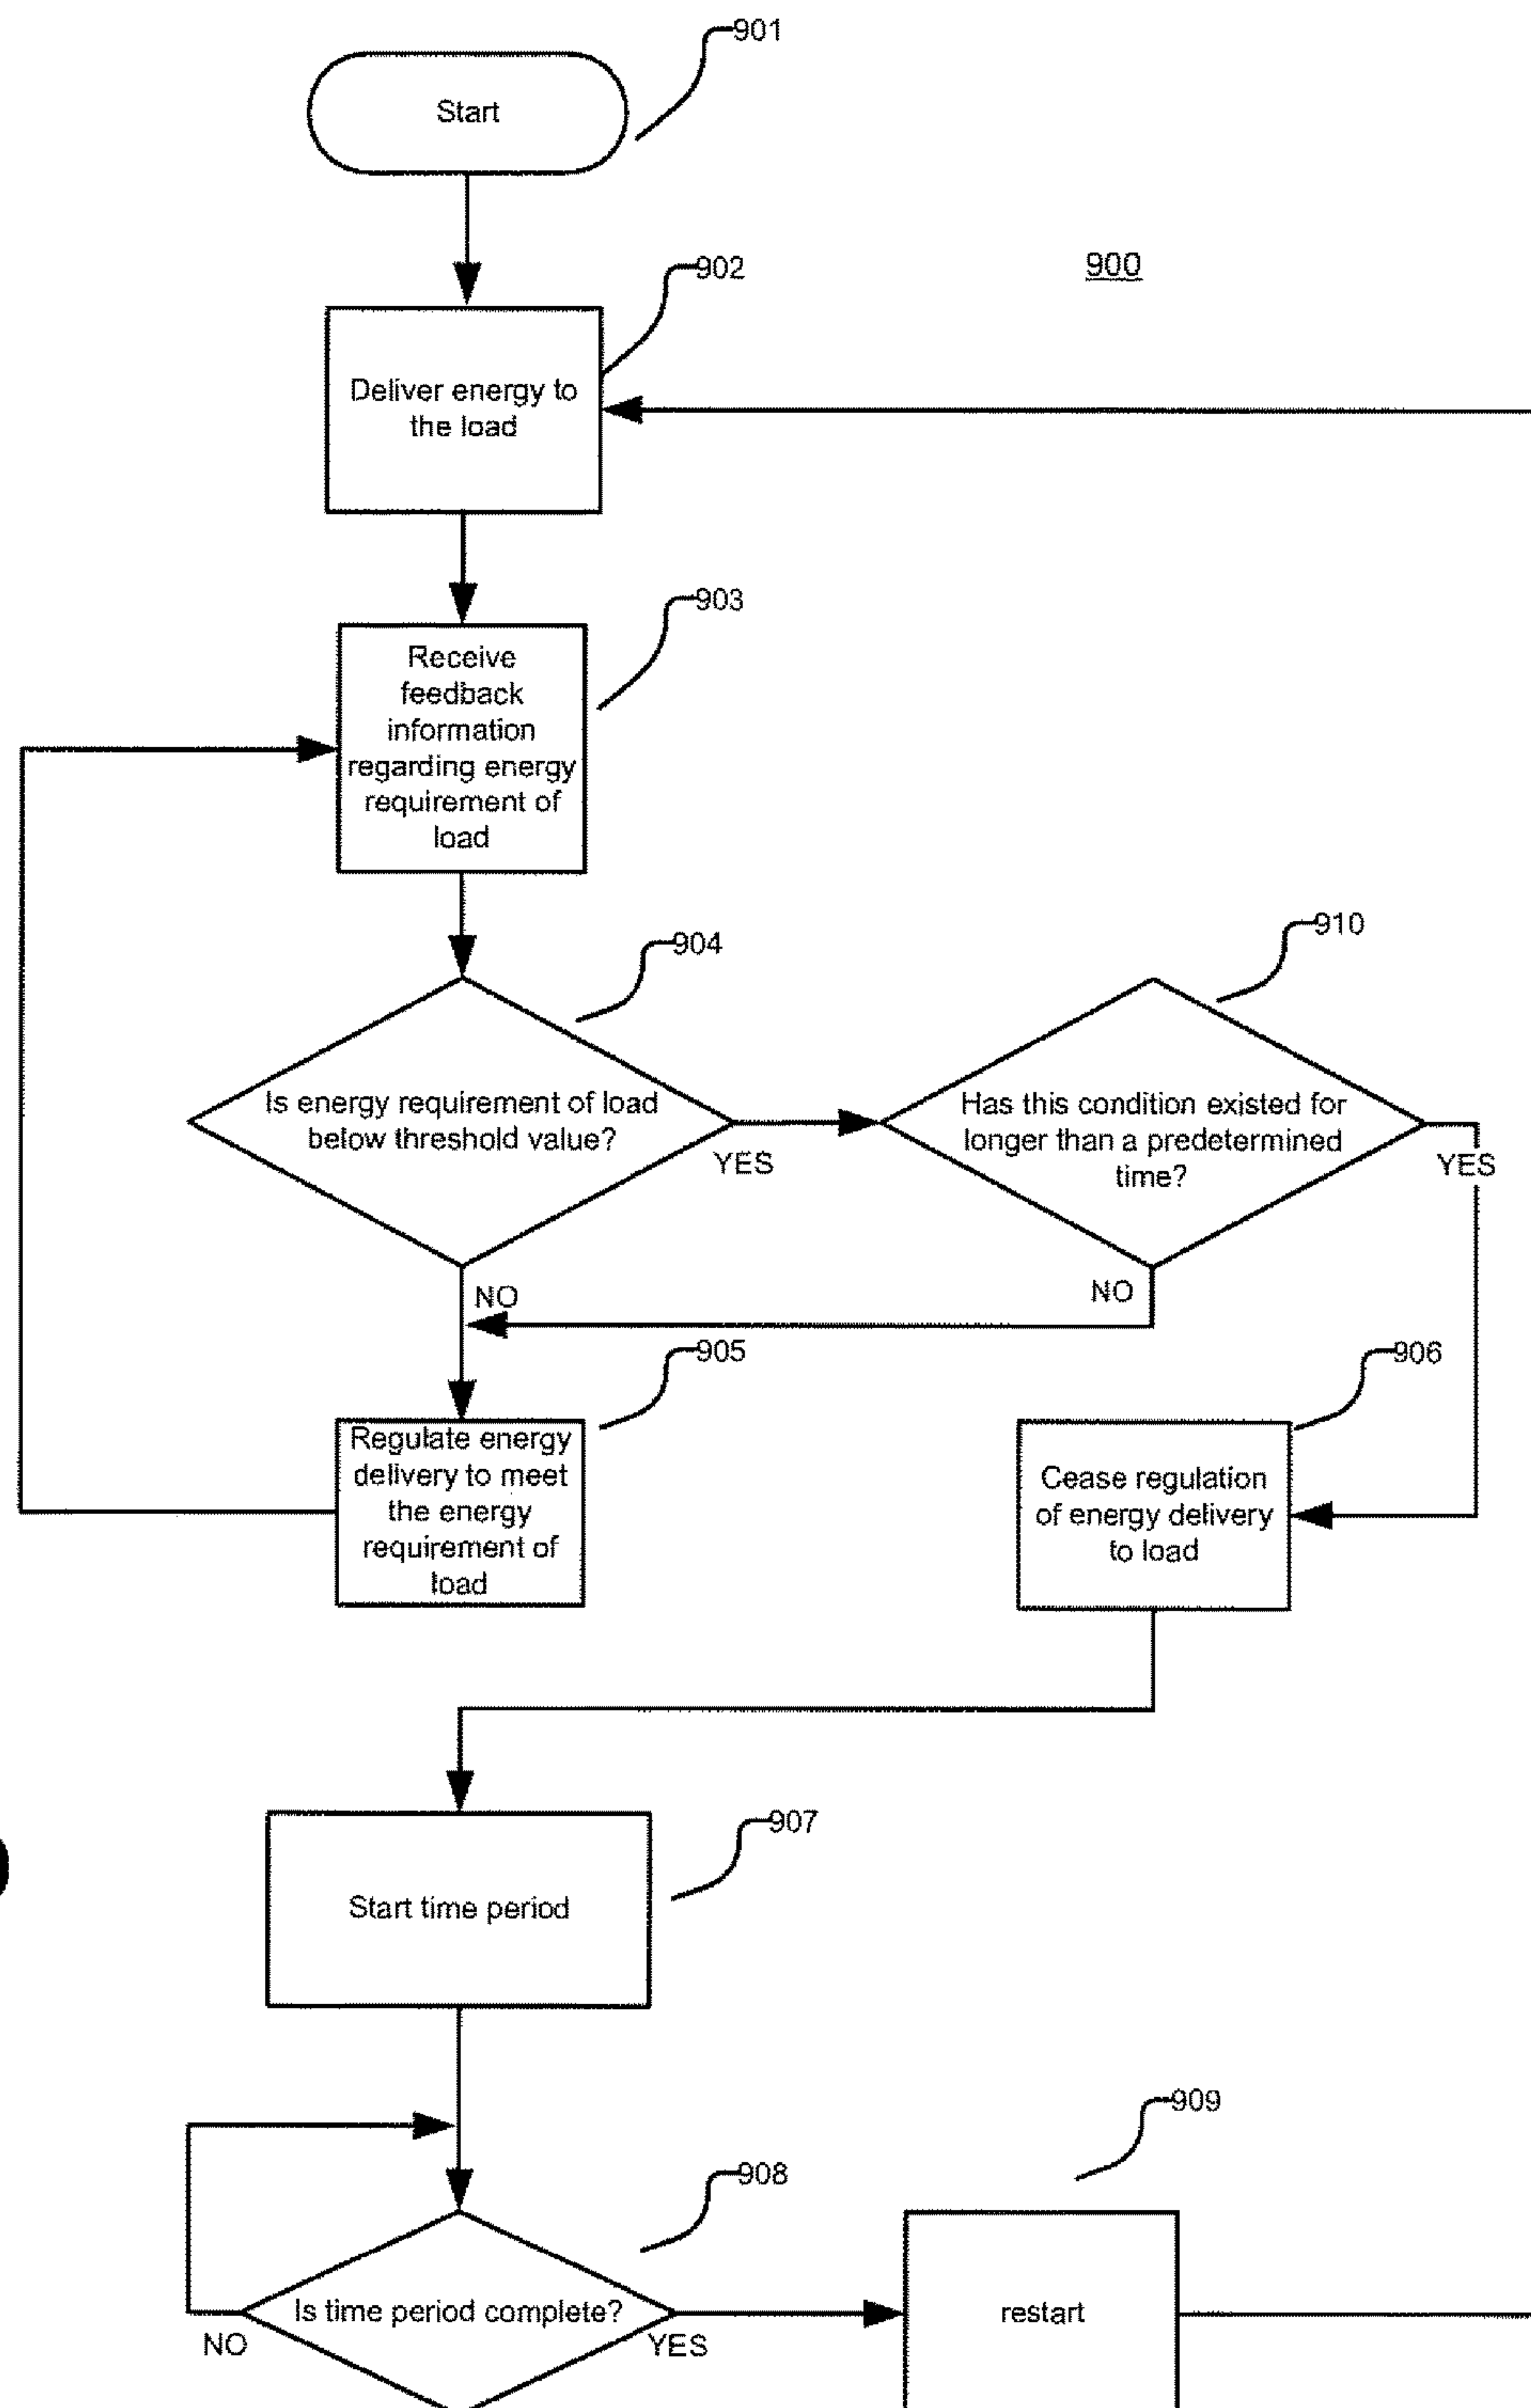 901
Start
902
900
Deliver energy to
the load
903
Receive
feedback
information
regarding energy
requirement of
load
904
910
Is energy requirement of load
below threshold value?
YES
Has this condition existed for
longer than a predetermined
time?
YES
NO
NO
905
906
Regulate energy
delivery to meet
the energy
requirement of
load
Cease regulation
of energy delivery
to load
907
Start time period
909
908
Is time period complete?
NO
YES
restart